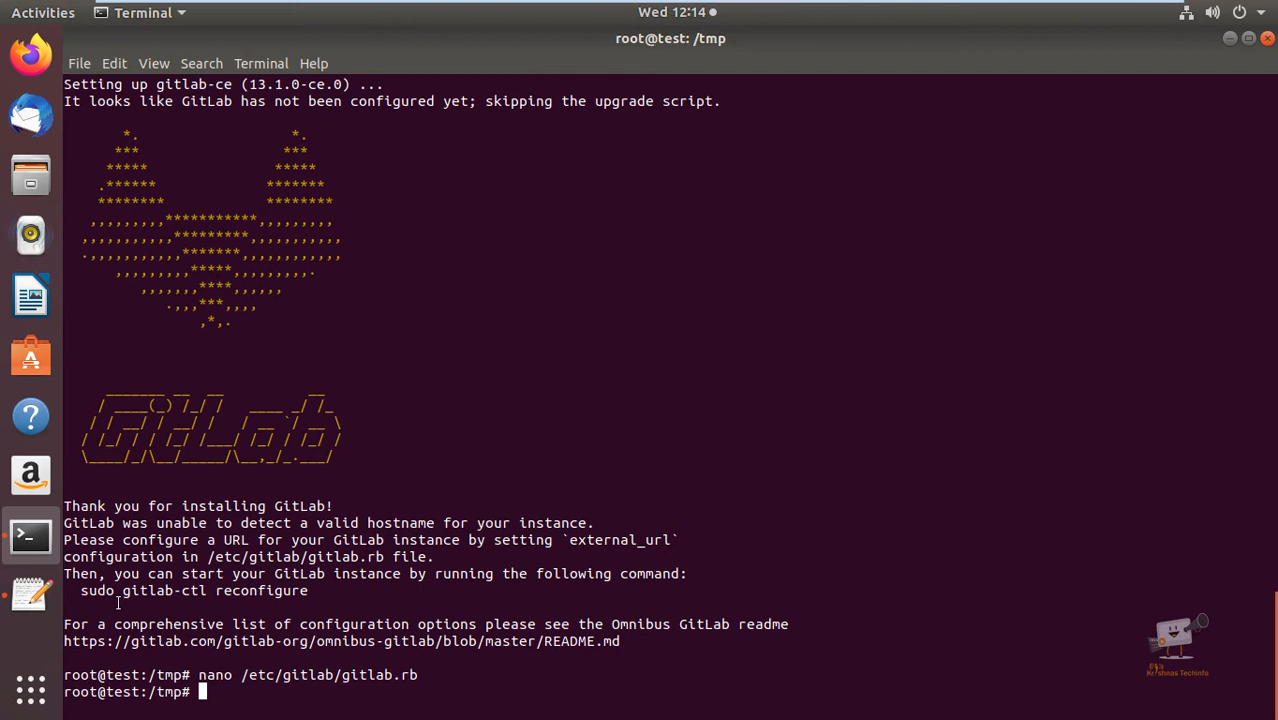 Activities
Terminal
Wed 12:14
root@test: /tmp
File Edit View Search Terminal Help
Setting up gitlab-ce (13.1.0-ce.0) ...
It looks like GitLab has not been configured yet; skipping the upgrade script.
GitLab
Thank you for installing GitLab!
GitLab was unable to detect a valid hostname for your instance.
Please configure a URL for your GitLab instance by setting `external_url`
configuration in /etc/gitlab/gitlab.rb file.
Then, you can start your GitLab instance by running the following command:
sudo gitlab-ctl reconfigure
For a comprehensive list of configuration options please see the Omnibus GitLab readme
https://gitlab.com/gitlab-org/omnibus-gitlab/blob/master/README.md
root@test:/tmp# nano /etc/gitlab/gitlab.rb
root@test:/tmp#